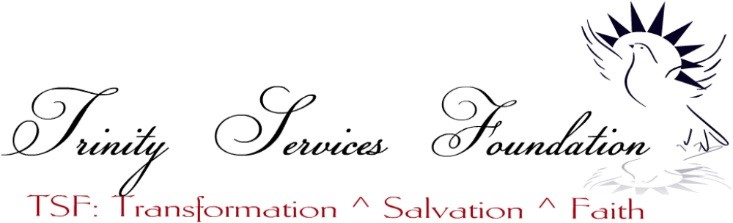 Trinity Services Foundation
TSF: Transformation ^ Salvation ^ Faith